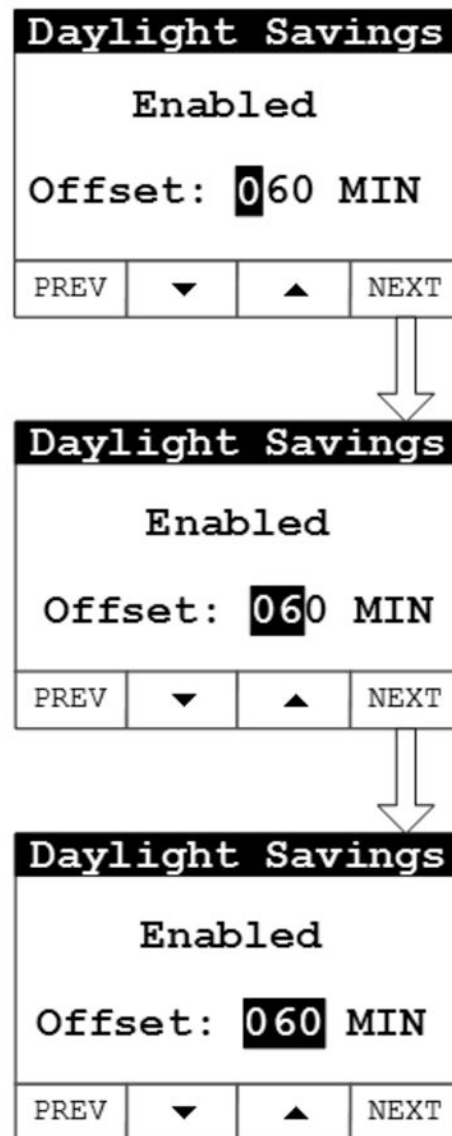 Daylight Savings
Enabled
Offset: 060 MIN
PREV ▼ ▲ NEXT
Daylight Savings
Enabled
Offset: 060 MIN
PREV ▼ ▲ NEXT
Daylight Savings
Enabled
Offset: 060 MIN
PREV ▼ ▲ NEXT